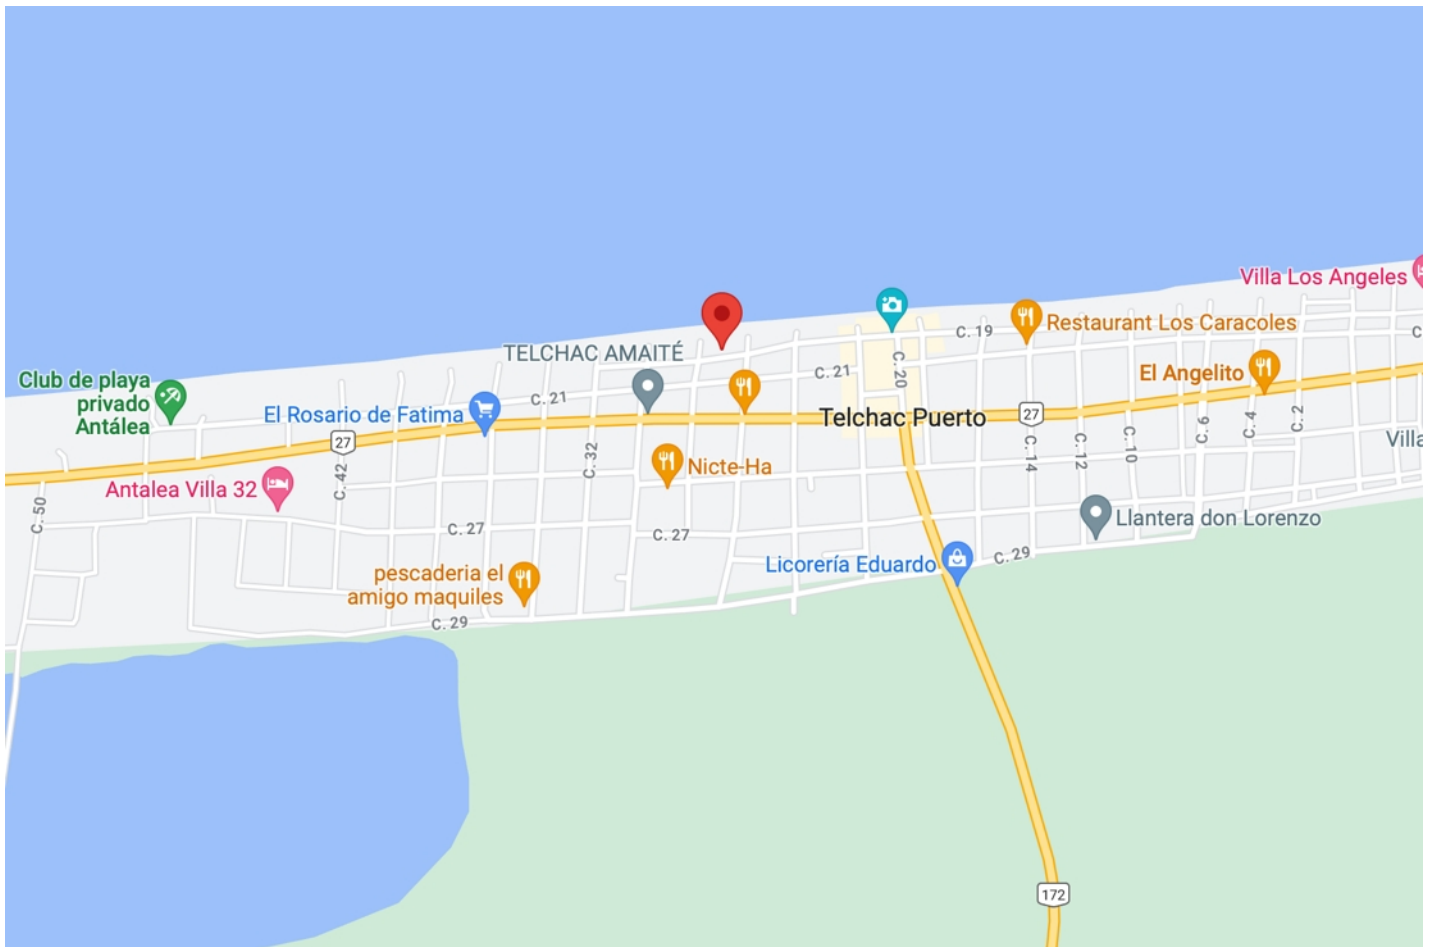 Villa Los Angeles
C. 19
Restaurant Los Caracoles
C
TELCHAC AMAITÉ
C. 20
C. 21
El Angelito
Club de playa
privado
Antálea
C. 21
El Rosario de Fatima
Telchac Puerto
27
C. 6
C. 4
C. 2
27
C. 14
C. 12
C. 10
Villa
C. 32
Nicte-Ha
C. 42
Antalea Villa 32
C. 50
C. 27
C. 27
Llantera don Lorenzo
C. 29
Licorería Eduardo
pescaderia el
amigo maquiles
C. 29
172